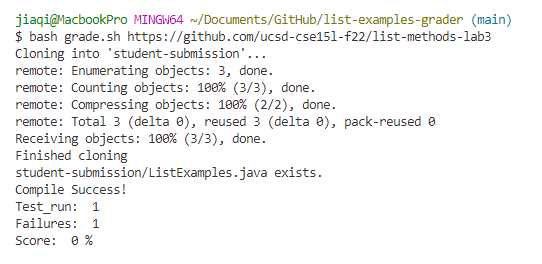 jiaqi@MacbookPro MINGW64 ~/Documents/GitHub/list-examples-grader (main)
$ bash grade.sh https://github.com/ucsd-cse15l-f22/list-methods-lab3
Cloning into 'student-submission'...
remote: Enumerating objects: 3, done.
remote: Counting objects: 100% (3/3), done.
remote: Compressing objects: 100% (2/2), done.
remote: Total 3 (delta 0), reused 3 (delta 0), pack-reused 0
Receiving objects: 100% (3/3), done.
Finished cloning
student-submission/ListExamples.java exists.
Compile Success!
Test_run:  1
Failures:  1
Score:  0 %